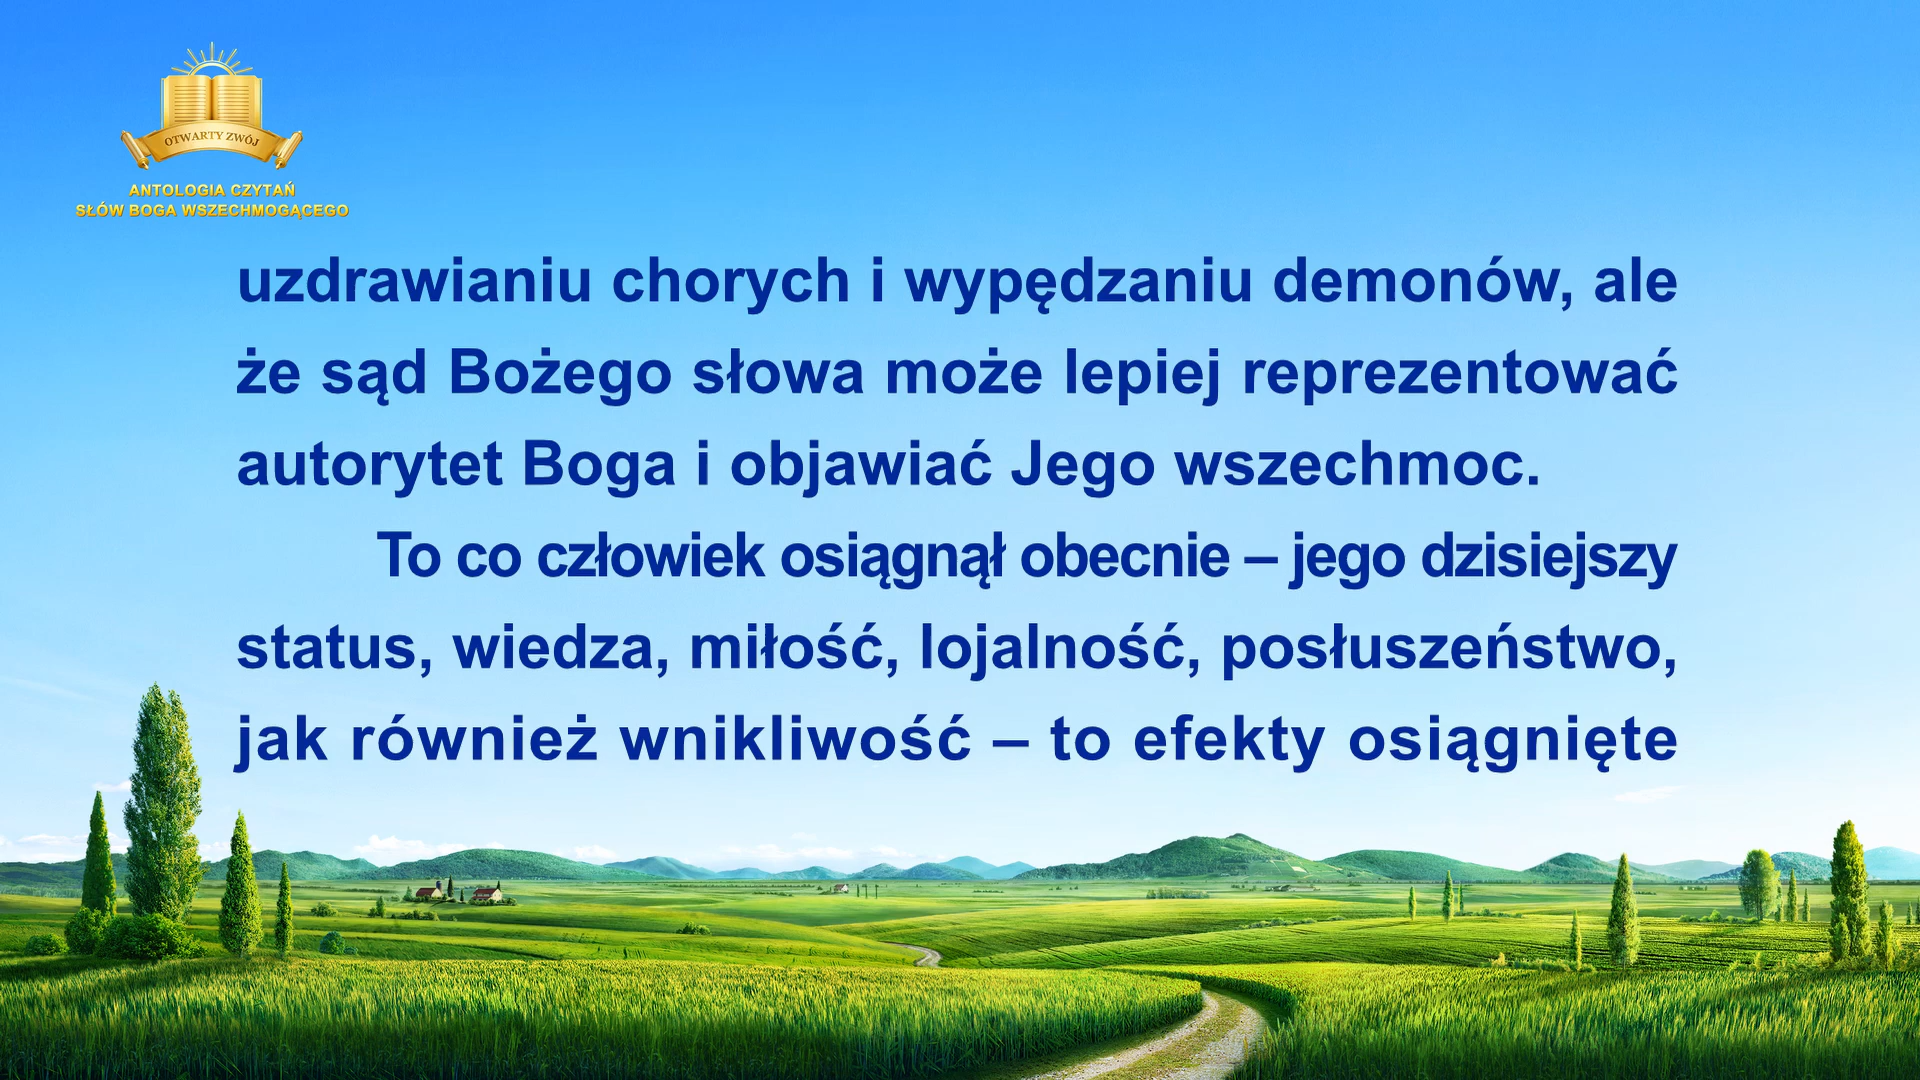 OTWARTY ZWÓJ
ANTOLOGIA CZYTAŃ
SŁÓW BOGA WSZECHMOGĄCEGO
uzdrawianiu chorych i wypędzaniu demonów, ale
że sąd Bożego słowa może lepiej reprezentować
autorytet Boga i objawiać Jego wszechmoc.
To co człowiek osiągnął obecnie – jego dzisiejszy
status, wiedza, miłość, lojalność, posłuszeństwo,
jak również wnikliwość – to efekty osiągnięte